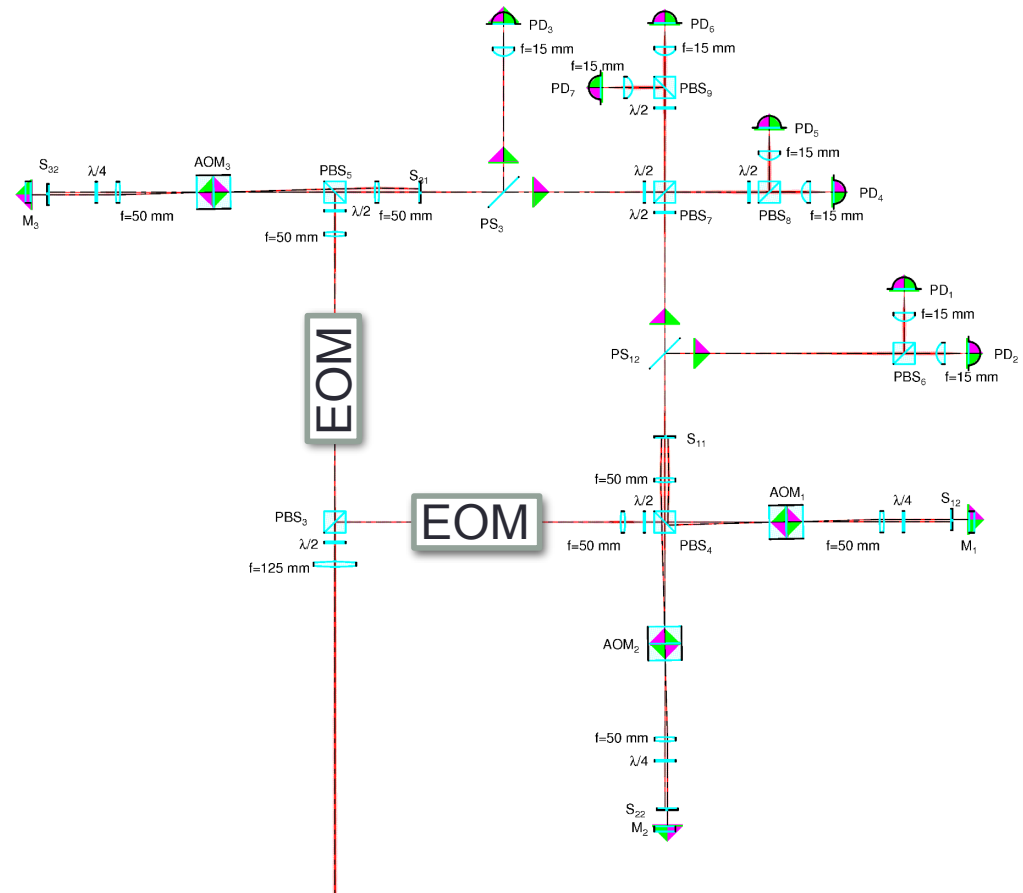 PD₃
f=15 mm
PD₆
f=15 mm
f=15 mm
PD₇
PBS₉
λ/2
PD₅
f=15 mm
S₃₂
λ/4
AOM₃
PBS₅
S₃₁
λ/2
λ/2
M₃
f=50 mm
λ/2
f=50 mm
PS₃
λ/2
PBS₇
PBS₈
f=15 mm
PD₄
f=50 mm
EOM
PD₁
f=15 mm
PS₁₂
PD₂
PBS₆
f=15 mm
S₁₁
f=50 mm
AOM₁
λ/4
S₁₂
PBS₃
EOM
λ/2
f=50 mm
PBS₄
f=50 mm
M₁
λ/2
f=125 mm
AOM₂
f=50 mm
λ/4
S₂₂
M₂